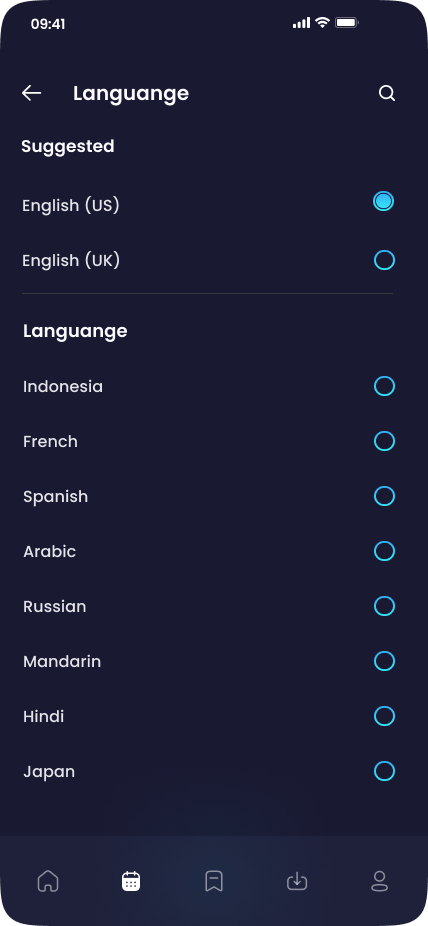 09:41
Languange
Suggested
English (US)
English (UK)
Languange
Indonesia
French
Spanish
Arabic
Russian
Mandarin
Hindi
Japan